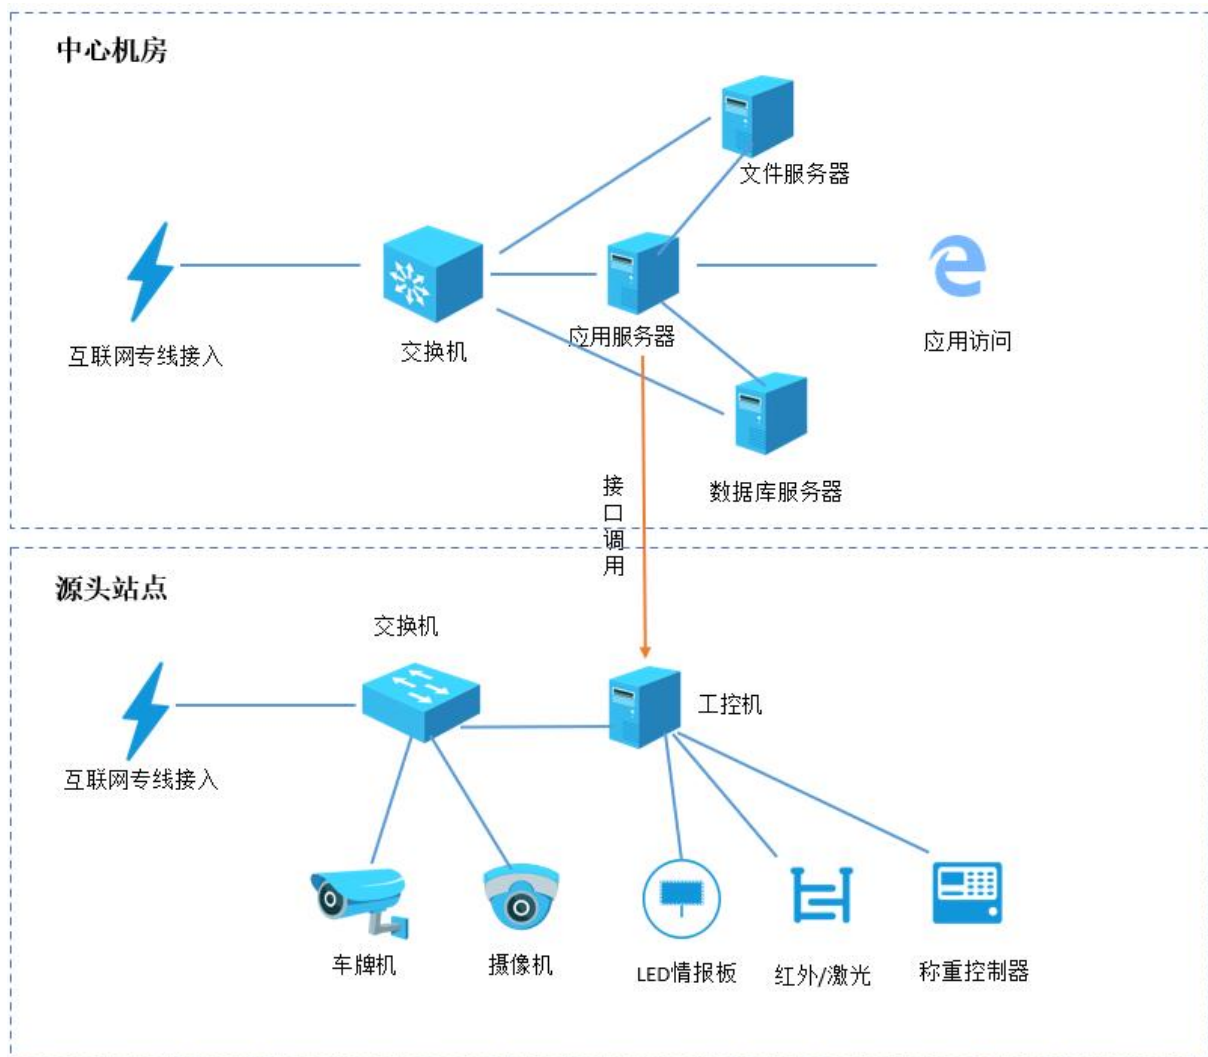 中心机房
文件服务器
互联网专线接入
交换机
应用服务器
应用访问
数据库服务器
接口调用
源头站点
交换机
工控机
互联网专线接入
车牌机
摄像机
LED情报板
红外/激光
称重控制器